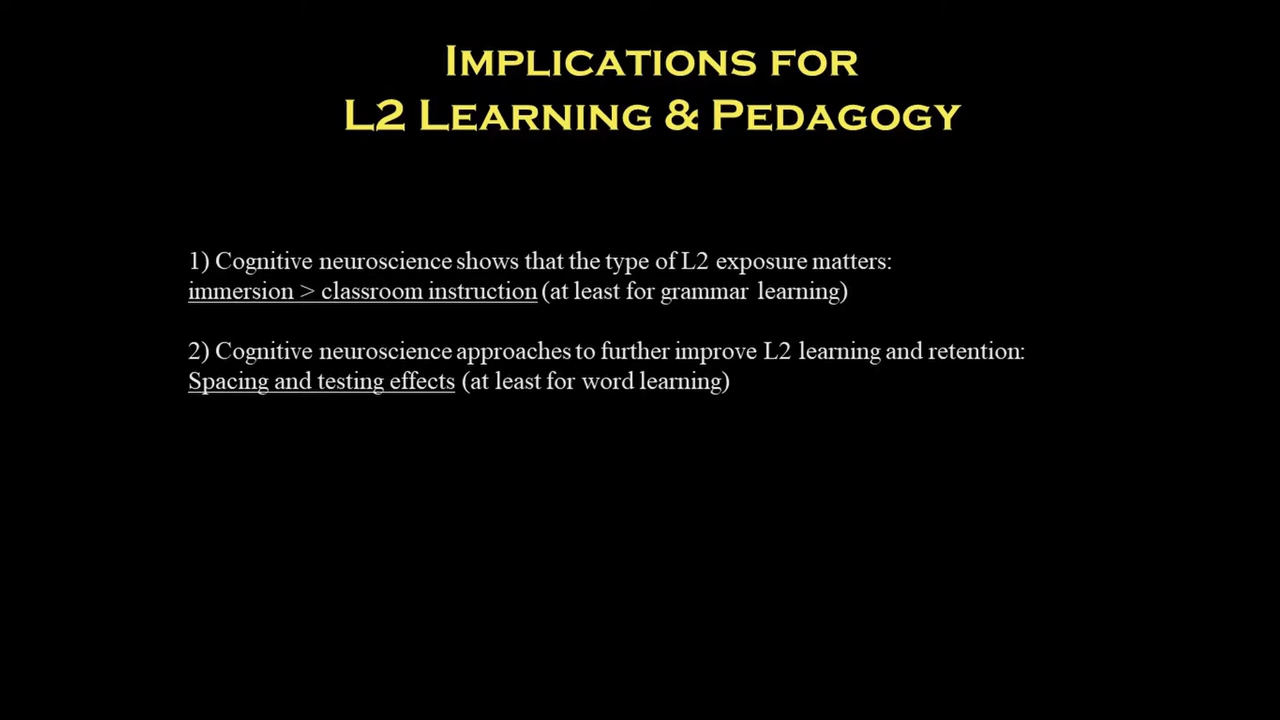 IMPLICATIONS FOR
L2 LEARNING & PEDAGOGY
1) Cognitive neuroscience shows that the type of L2 exposure matters:
immersion > classroom instruction (at least for grammar learning)
2) Cognitive neuroscience approaches to further improve L2 learning and retention:
Spacing and testing effects (at least for word learning)